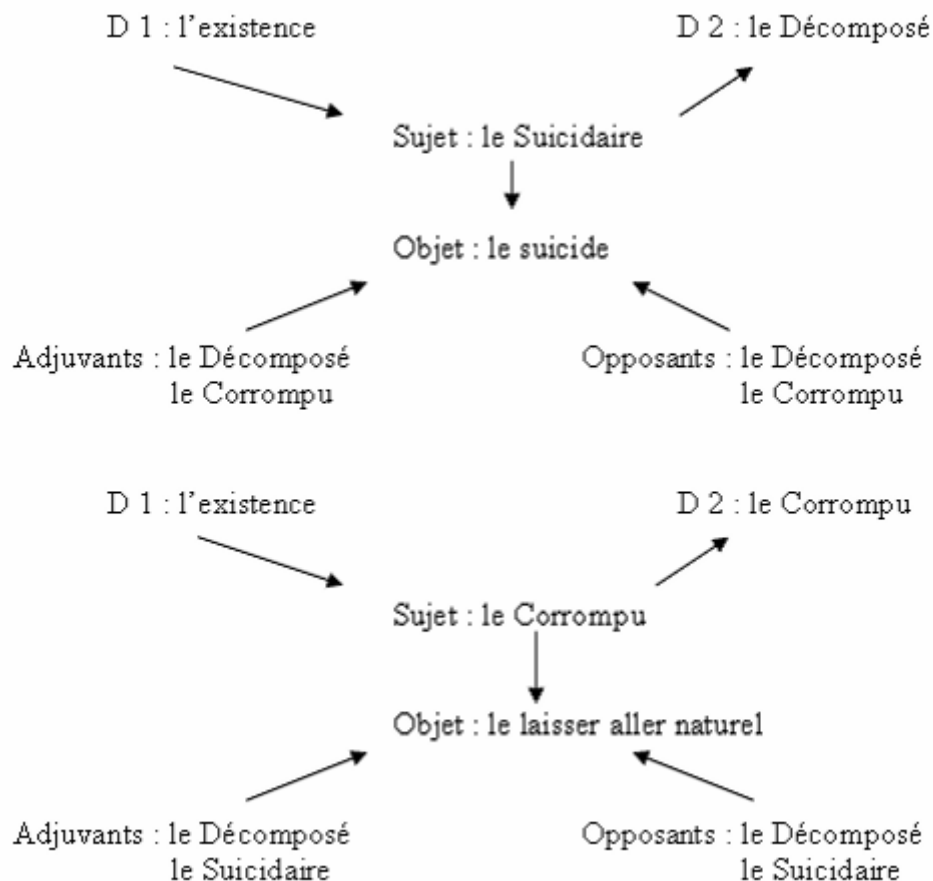 D 1 : l'existence
D 2 : le Décomposé
Sujet : le Suicidaire
Objet : le suicide
Adjuvants : le Décomposé
le Corrompu
Opposants : le Décomposé
le Corrompu
D 1 : l'existence
D 2 : le Corrompu
Sujet : le Corrompu
Objet : le laisser aller naturel
Adjuvants : le Décomposé
le Suicidaire
Opposants : le Décomposé
le Suicidaire